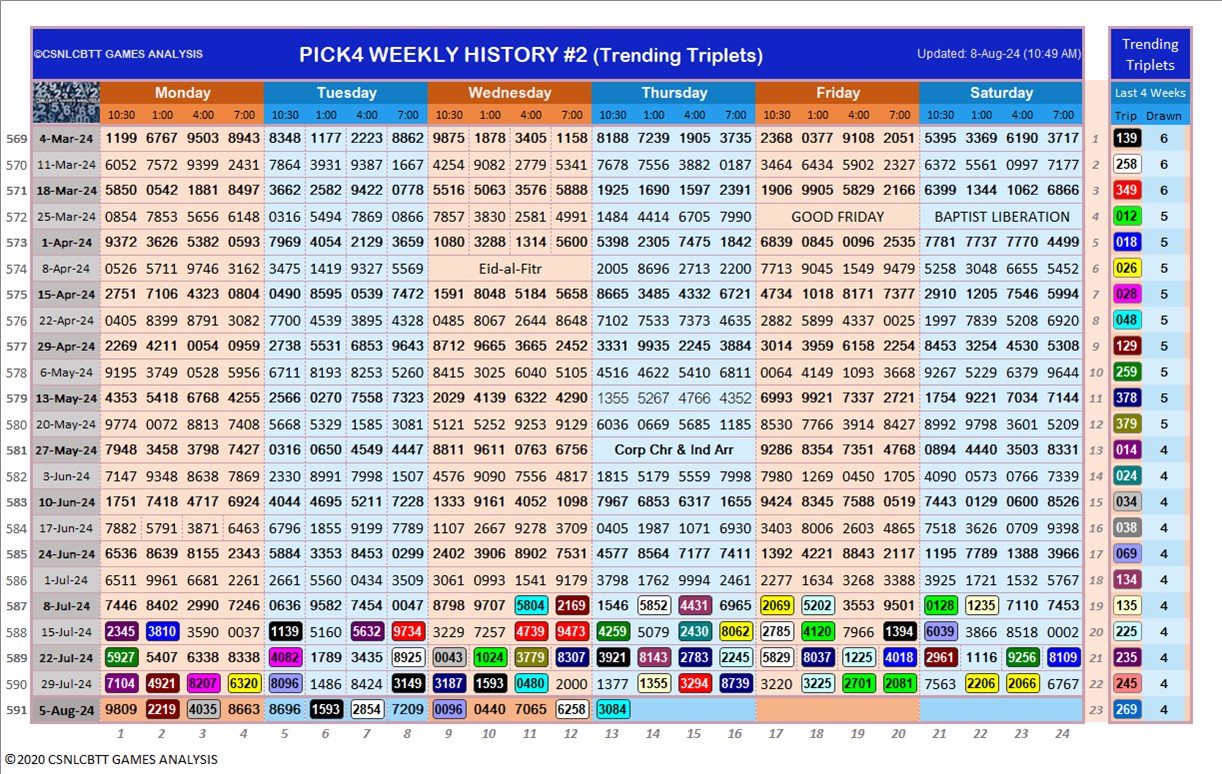 ©CSNLCBTT GAMES ANALYSIS PICK4 WEEKLY HISTORY #2 (Trending Triplets) Updated: 8-Aug-24 (10:49 AM) Trending Triplets
Monday Tuesday Wednesday Thursday Friday Saturday Last 4 Weeks
10:30 1:00 4:00 7:00 10:30 1:00 4:00 7:00 10:30 1:00 4:00 7:00 10:30 1:00 4:00 7:00 10:30 1:00 4:00 7:00 10:30 1:00 4:00 7:00 Trip Drawn
569 4-Mar-24 1199 6767 9503 8943 8348 1177 2223 8862 9875 1878 3405 1158 8188 7239 1905 3735 2368 0377 9108 2051 5395 3369 6190 3717 1 139 6
570 11-Mar-24 6052 7572 9399 2431 7864 3931 9387 1667 4254 9082 2779 5341 7678 7556 3882 0187 3464 6434 5902 2327 6372 5561 0997 7177 2 258 6
571 18-Mar-24 5850 0542 1881 8497 3662 2582 9422 0778 5516 5063 3576 5888 1925 1690 1597 2391 1906 9905 5829 2166 6399 1344 1062 6866 3 349 6
572 25-Mar-24 0854 7853 5656 6148 0316 5494 7869 0866 7857 3830 2581 4991 1484 4414 6705 7990 GOOD FRIDAY BAPTIST LIBERATION 4 012 5
573 1-Apr-24 9372 3626 5382 0593 7969 4054 2129 3659 1080 3288 1314 5600 5398 2305 7475 1842 6839 0845 0096 2535 7781 7737 7770 4499 5 018 5
574 8-Apr-24 0526 5711 9746 3162 3475 1419 9327 5569 Eid-al-Fitr 2005 8696 2713 2200 7713 9045 1549 9479 5258 3048 6655 5452 6 026 5
575 15-Apr-24 2751 7106 4323 0804 0490 8595 0539 7472 1591 8048 5184 5658 8665 3485 4332 6721 4734 1018 8171 7377 2910 1205 7546 5994 7 028 5
576 22-Apr-24 0405 8399 8791 3082 7700 4539 3895 4328 0485 8067 2644 8648 7102 7533 7373 4635 2882 5899 4337 0025 1997 7839 5208 6920 8 048 5
577 29-Apr-24 2269 4211 0054 0959 2738 5531 6853 9643 9712 9665 3665 2452 3331 9935 2245 3884 3014 3959 6158 2254 8453 3254 4530 5308 9 129 5
578 6-May-24 9195 3749 0528 5956 6711 8193 8253 5260 8415 3025 6040 5105 4516 4622 5410 6811 0064 4149 1093 3668 9267 5229 6379 9644 10 259 5
579 13-May-24 4353 5418 6768 4255 2566 0270 7558 7323 2029 4139 6322 4290 1355 5267 4766 4352 6993 9921 7337 2721 1754 9221 7034 7144 11 378 5
580 20-May-24 9774 0072 8813 7408 5668 5329 1585 3081 5121 5252 9253 9129 6036 0669 5685 1185 8530 7766 3914 8427 8992 9798 3601 5209 12 379 5
581 27-May-24 7948 3458 3798 7427 0316 0650 4549 4447 8811 9611 0763 6756 Corp Chr & Ind Arr 9286 8354 7351 4768 0894 4440 3503 8331 13 014 4
582 3-Jun-24 7147 9348 8638 7869 2330 8991 7998 1507 4576 9090 7556 4817 1815 5179 5559 7998 7980 1269 0456 1705 4090 0573 0766 7339 14 024 4
583 10-Jun-24 1751 7418 4717 6924 4044 4695 5211 7228 1333 9161 4052 1098 7967 6853 6317 1655 9424 8345 7588 0519 7443 0129 0600 8526 15 034 4
584 17-Jun-24 7882 5791 3871 6463 6796 1855 9199 7789 1107 2667 9278 3709 0405 1987 1071 6930 3403 8006 2603 4865 7518 3626 0709 9398 16 038 4
585 24-Jun-24 6536 8639 8155 2343 5884 3353 8453 0299 2402 3906 8902 7531 4577 8564 7177 7411 1392 4221 8843 2117 1195 7789 1388 3966 17 069 4
586 1-Jul-24 6511 9961 6681 2261 2661 5560 0434 3509 3061 0993 1541 9179 3798 1762 9994 2461 2277 1634 3268 3388 3925 1721 1532 5767 18 134 4
587 8-Jul-24 7446 8402 2990 7246 0636 9582 7454 0047 8798 9707 5804 2169 1546 5852 4431 6965 2069 5202 3553 9501 0128 1235 7110 7453 19 135 4
588 15-Jul-24 2345 3810 3590 0037 1139 5160 5632 9734 3229 7257 4739 9473 4259 5079 2430 8062 2785 4120 7966 1394 6039 3866 8518 0002 20 225 4
589 22-Jul-24 5927 5407 6338 3338 4082 1789 3435 8925 0043 1024 3779 8307 3921 8143 2783 2245 5829 8037 1225 4018 2961 1116 9256 8109 21 235 4
590 29-Jul-24 7104 4921 8207 6320 8096 1486 8424 3149 3187 1593 0480 2000 1377 1355 3294 8739 3220 3225 2701 2081 7563 2206 2066 6767 22 245 4
591 5-Aug-24 9809 2219 4035 8663 8696 1593 2854 7209 0096 0440 7065 6258 3084 23 269 4
1 2 3 4 5 6 7 8 9 10 11 12 13 14 15 16 17 18 19 20 21 22 23 24
©2020 CSNLCBTT GAMES ANALYSIS